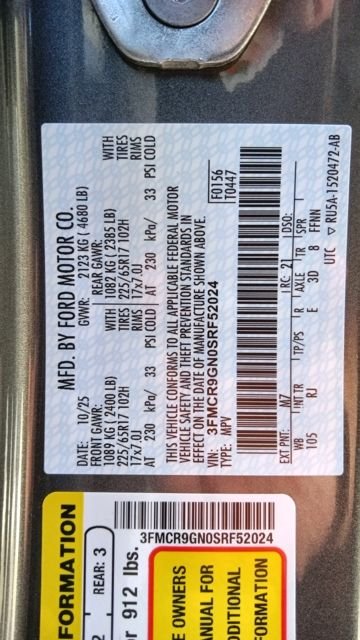 MFD. BY FORD MOTOR CO.
DATE: 10/25 GVWR: 2123 KG ( 4680 LB)
FRONT GAWR: REAR GAWR:
1089 KG ( 2400 LB) WITH 1082 KG ( 2385 LB) WITH
225/65R17 102H TIRES 225/65R17 102H TIRES
17x7.0J RIMS 17x7.0J RIMS
AT 230 kPa/ 33 PSI COLD AT 230 kPa/ 33 PSI COLD
THIS VEHICLE CONFORMS TO ALL APPLICABLE FEDERAL MOTOR
VEHICLE SAFETY AND THEFT PREVENTION STANDARDS IN
EFFECT ON THE DATE OF MANUFACTURE SHOWN ABOVE.
VIN: 3FMCR9GN0SRF52024
TYPE: MPV
F0156
T0447
EXT PNT: M7 RC: 21 DSO:
WB INT TR TP/PS R AXLE TR SPR
105 RJ E 3D 8 FFNN
UTC ▽ RU5A-1520472-AB
FORMATION
REAR: 3
2
or 912 lbs.
3FMCR9GN0SRF52024
E OWNERS
ANUAL FOR
DDITIONAL
FORMATION